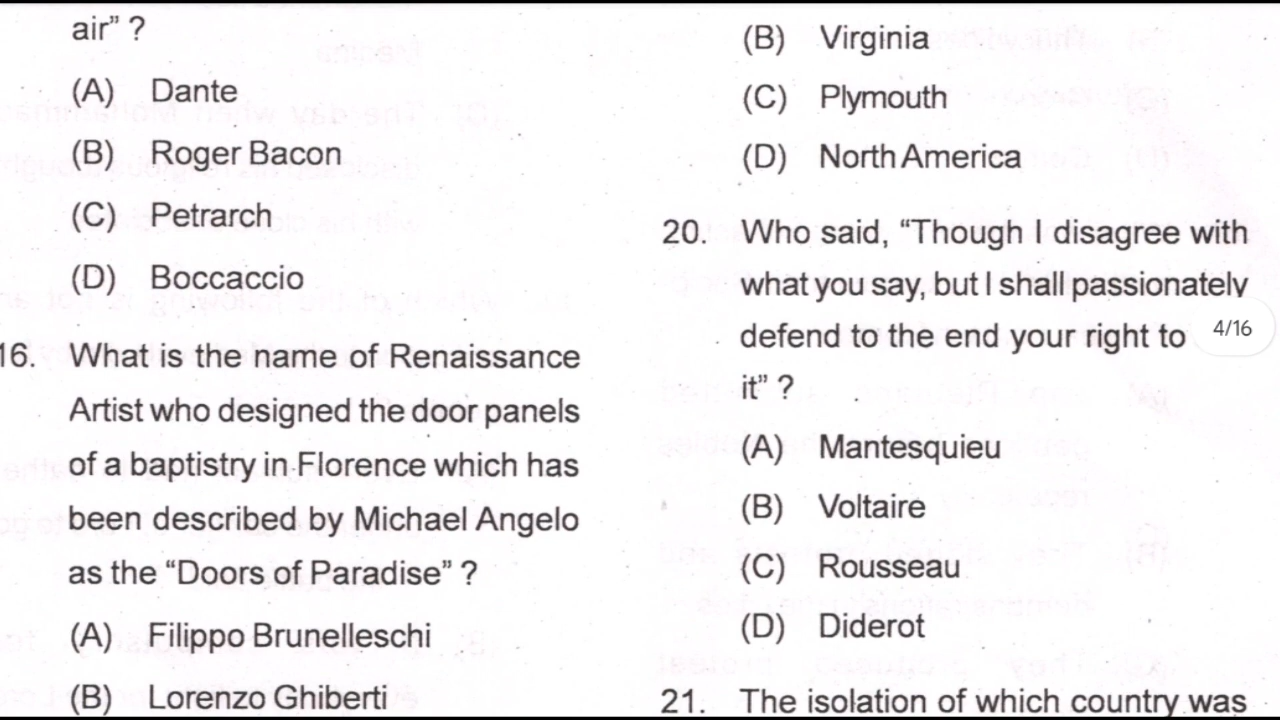 air” ?
(A) Dante
(B) Roger Bacon
(C) Petrarch
(D) Boccaccio
16. What is the name of Renaissance
Artist who designed the door panels
of a baptistry in Florence which has
been described by Michael Angelo
as the “Doors of Paradise” ?
(A) Filippo Brunelleschi
(B) Lorenzo Ghiberti
(B) Virginia
(C) Plymouth
(D) North America
20. Who said, “Though I disagree with
what you say, but I shall passionately
defend to the end your right to
it” ?
(A) Mantesquieu
(B) Voltaire
(C) Rousseau
(D) Diderot
21. The isolation of which country was
4/16